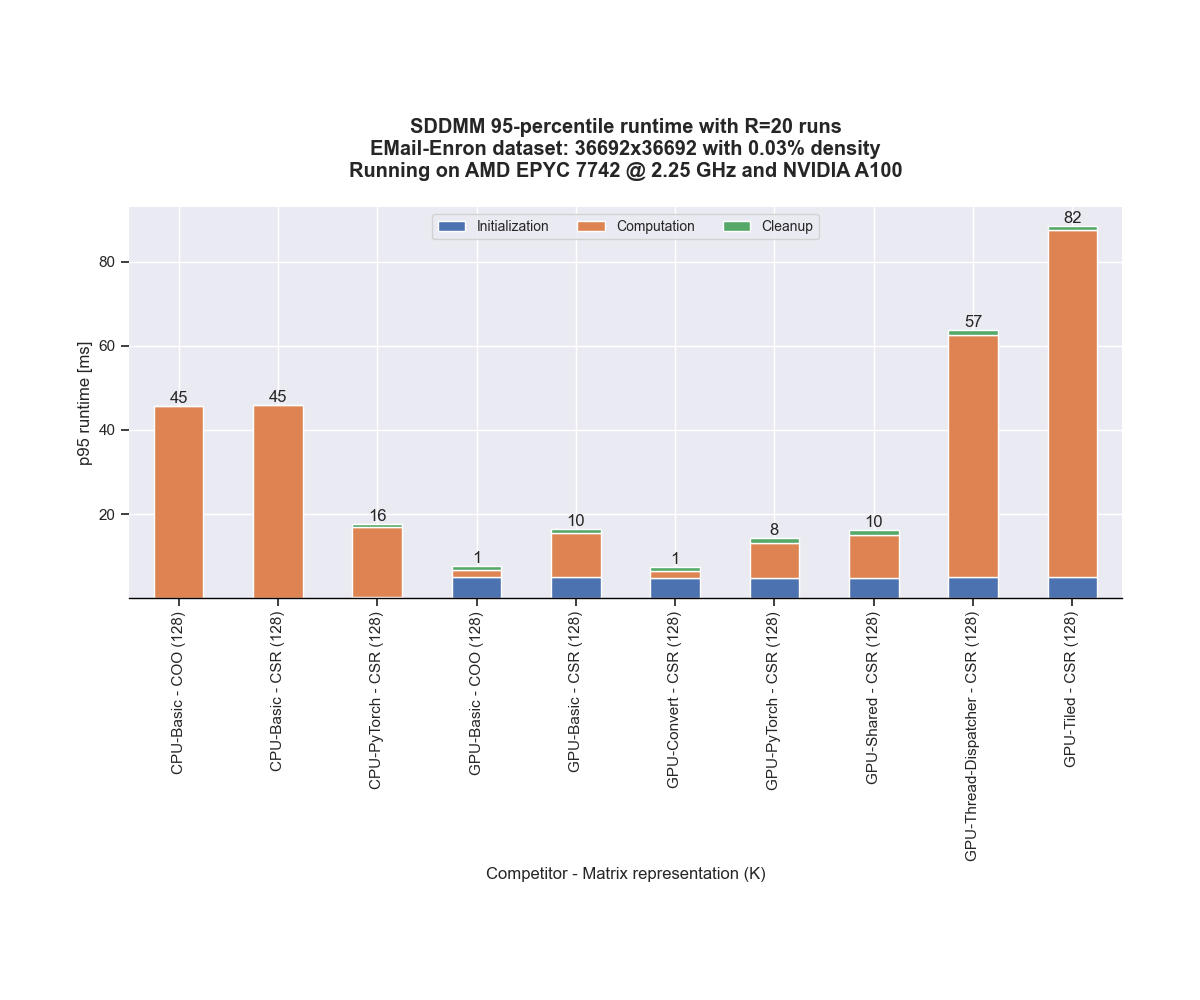 SDDMM 95-percentile runtime with R=20 runs
EMail-Enron dataset: 36692x36692 with 0.03% density
Running on AMD EPYC 7742 @ 2.25 GHz and NVIDIA A100
Initialization
Computation
Cleanup
p95 runtime [ms]
80
60
40
20
45
45
16
1
10
1
8
10
57
82
CPU-Basic - COO (128)
CPU-Basic - CSR (128)
CPU-PyTorch - CSR (128)
GPU-Basic - COO (128)
GPU-Basic - CSR (128)
GPU-Convert - CSR (128)
GPU-PyTorch - CSR (128)
GPU-Shared - CSR (128)
GPU-Thread-Dispatcher - CSR (128)
GPU-Tiled - CSR (128)
Competitor - Matrix representation (K)